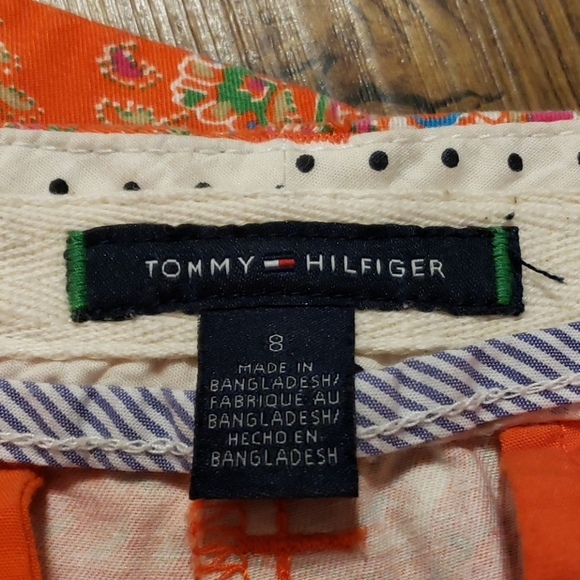 TOMMY HILFIGER
8
MADE IN
BANGLADESH/
FABRIQUÉ AU
BANGLADESH/
HECHO EN
BANGLADESH